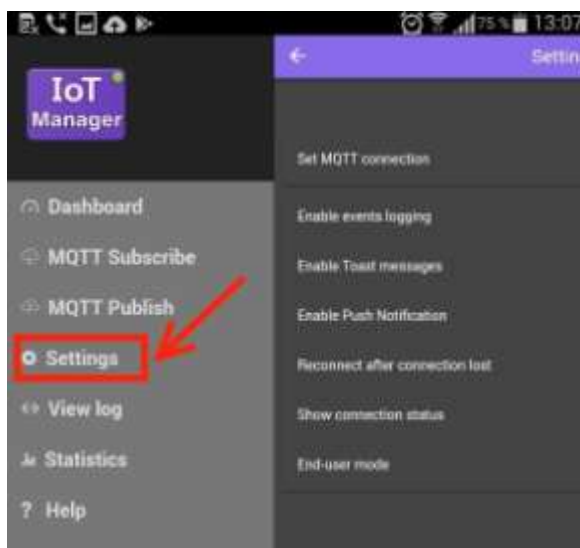 75% 13:07
IoT
Manager
Dashboard
MQTT Subscribe
MQTT Publish
Settings
View log
Statistics
? Help
Settin
Set MQTT connection
Enable events logging
Enable Toast messages
Enable Push Notification
Reconnect after connection lost
Show connection status
End-user mode